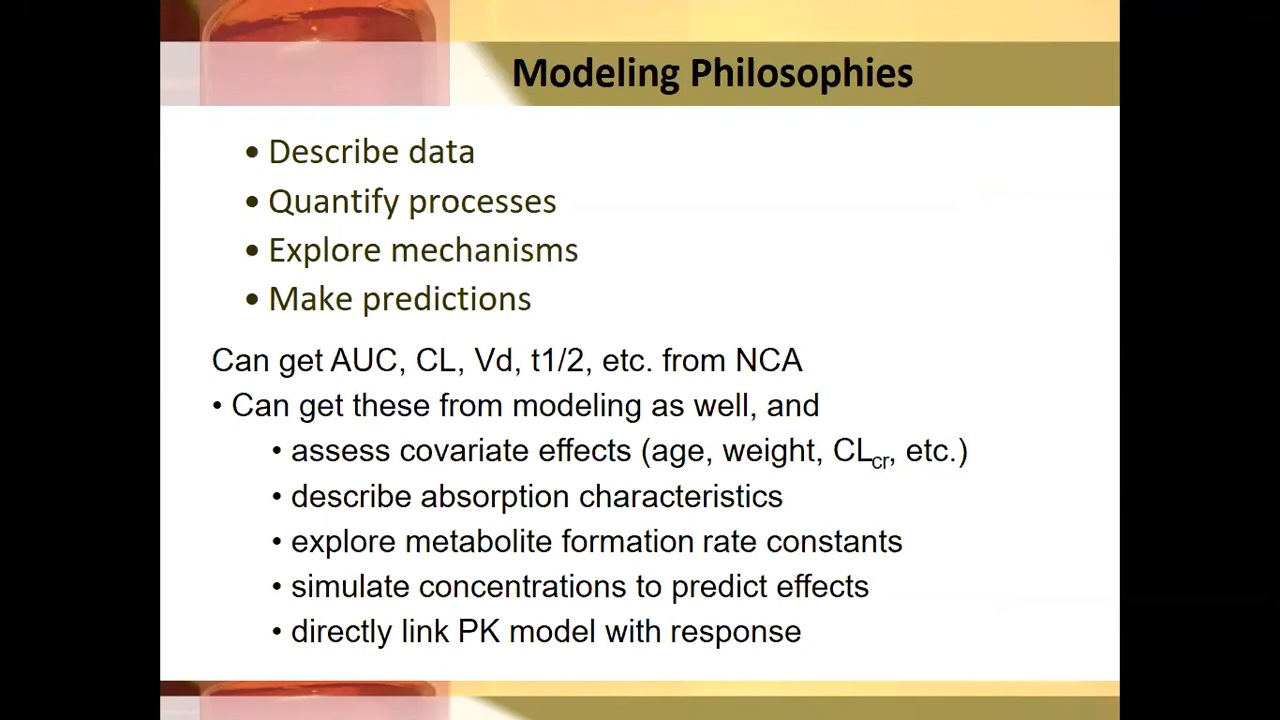 Modeling Philosophies
• Describe data
• Quantify processes
• Explore mechanisms
• Make predictions
Can get AUC, CL, Vd, t1/2, etc. from NCA
• Can get these from modeling as well, and
• assess covariate effects (age, weight, CLcr, etc.)
• describe absorption characteristics
• explore metabolite formation rate constants
• simulate concentrations to predict effects
• directly link PK model with response